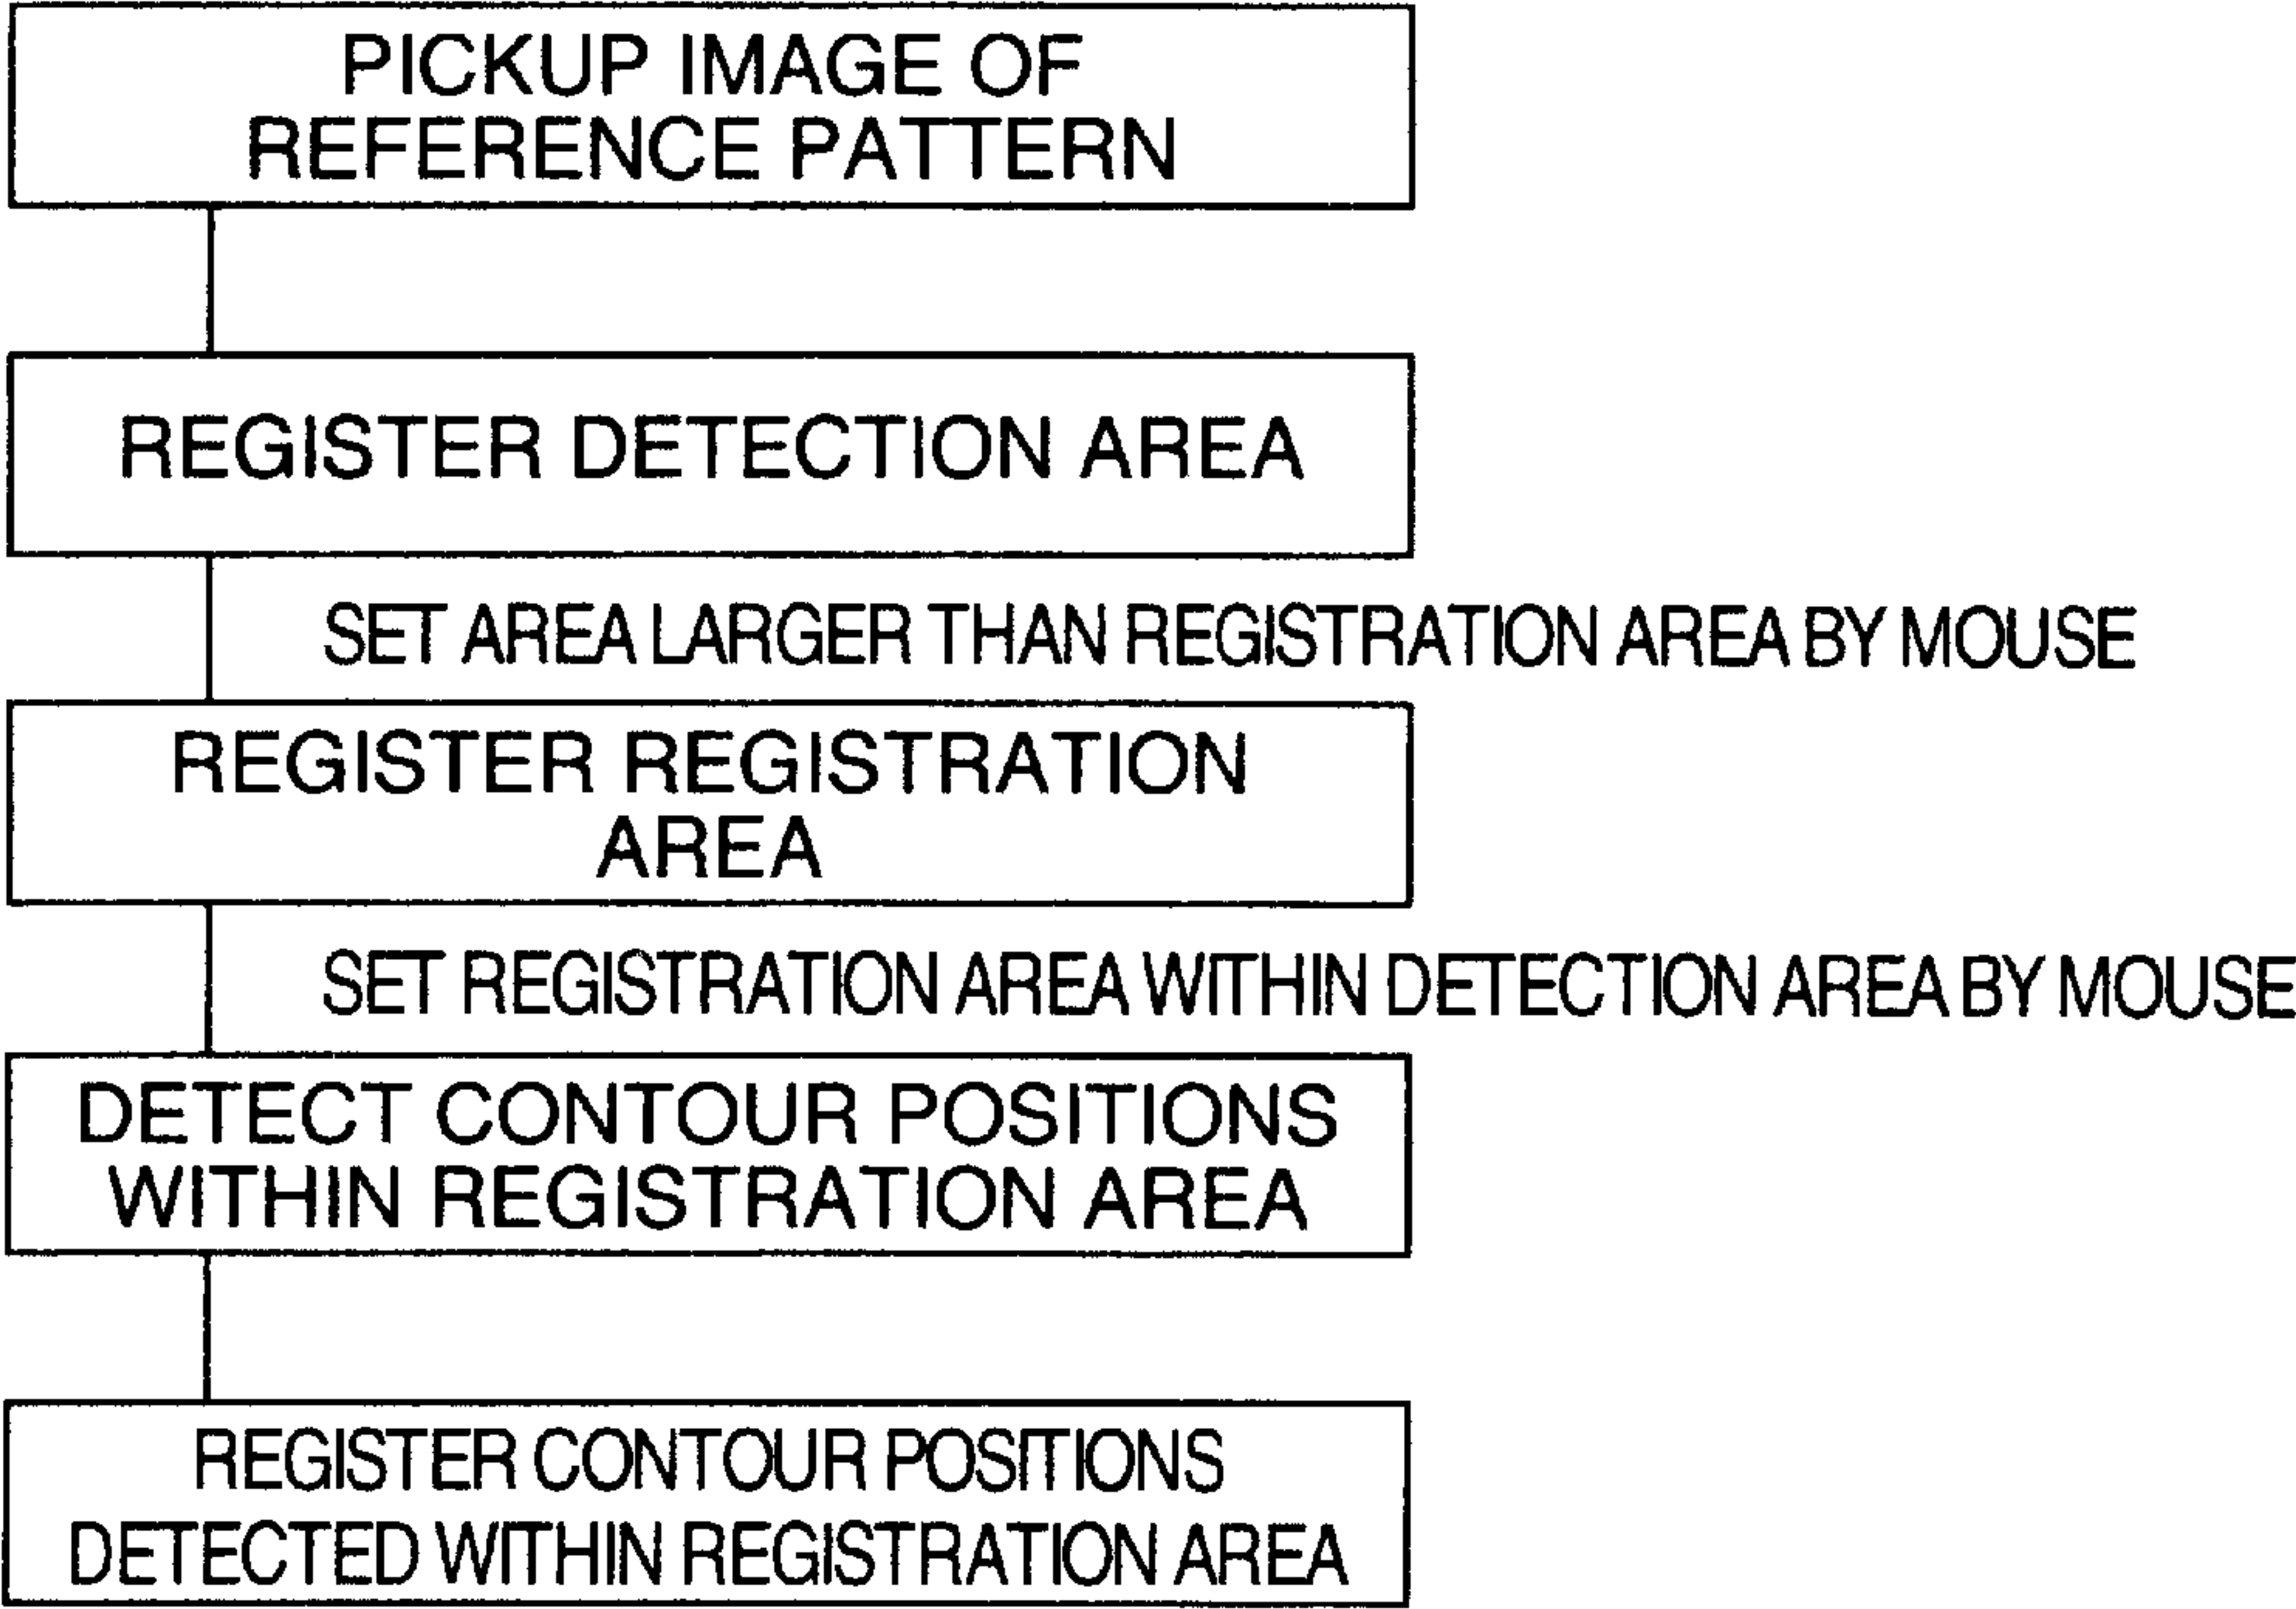 PICKUP IMAGE OF
REFERENCE PATTERN
REGISTER DETECTION AREA
SET AREA LARGER THAN REGISTRATION AREA BY MOUSE
REGISTER REGISTRATION
AREA
SET REGISTRATION AREA WITHIN DETECTION AREA BY MOUSE
DETECT CONTOUR POSITIONS
WITHIN REGISTRATION AREA
REGISTER CONTOUR POSITIONS
DETECTED WITHIN REGISTRATION AREA